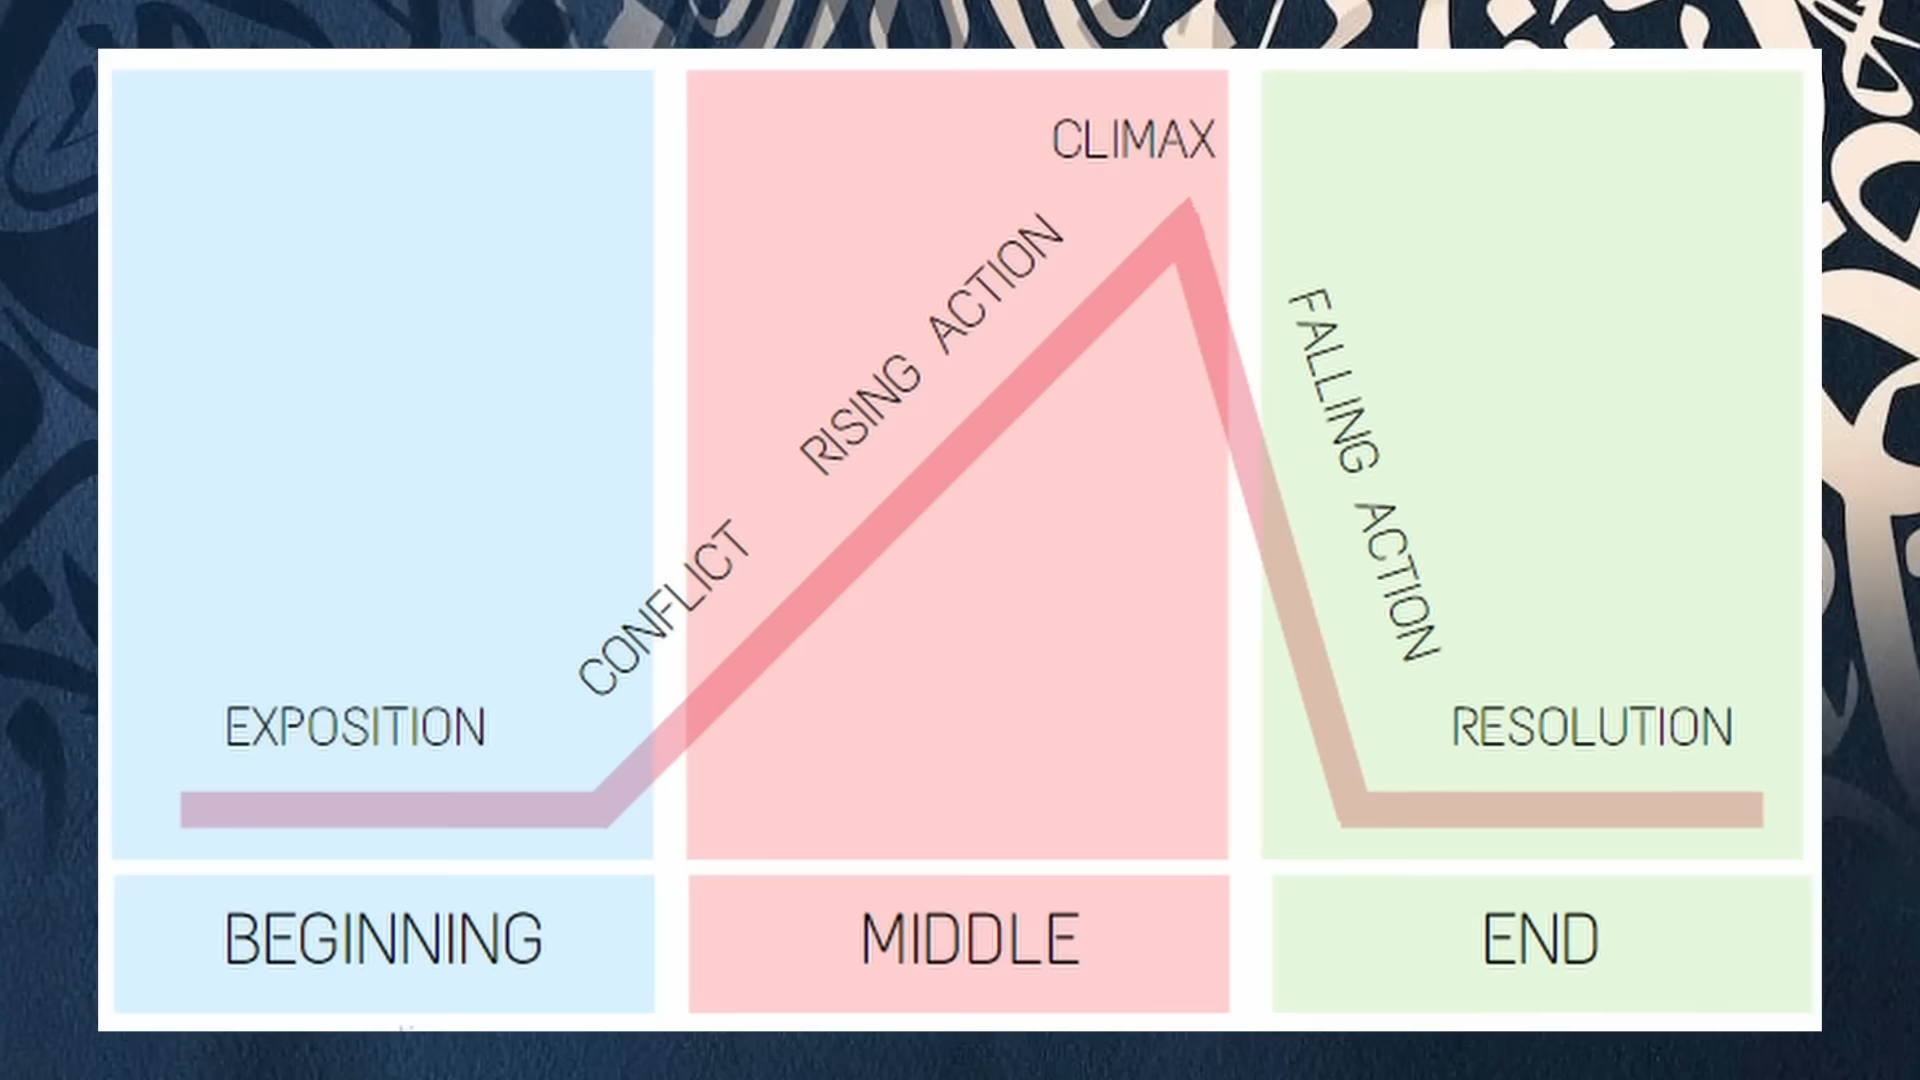 CLIMAX
RISING ACTION
FALLING ACTION
CONFLICT
EXPOSITION
RESOLUTION
BEGINNING
MIDDLE
END